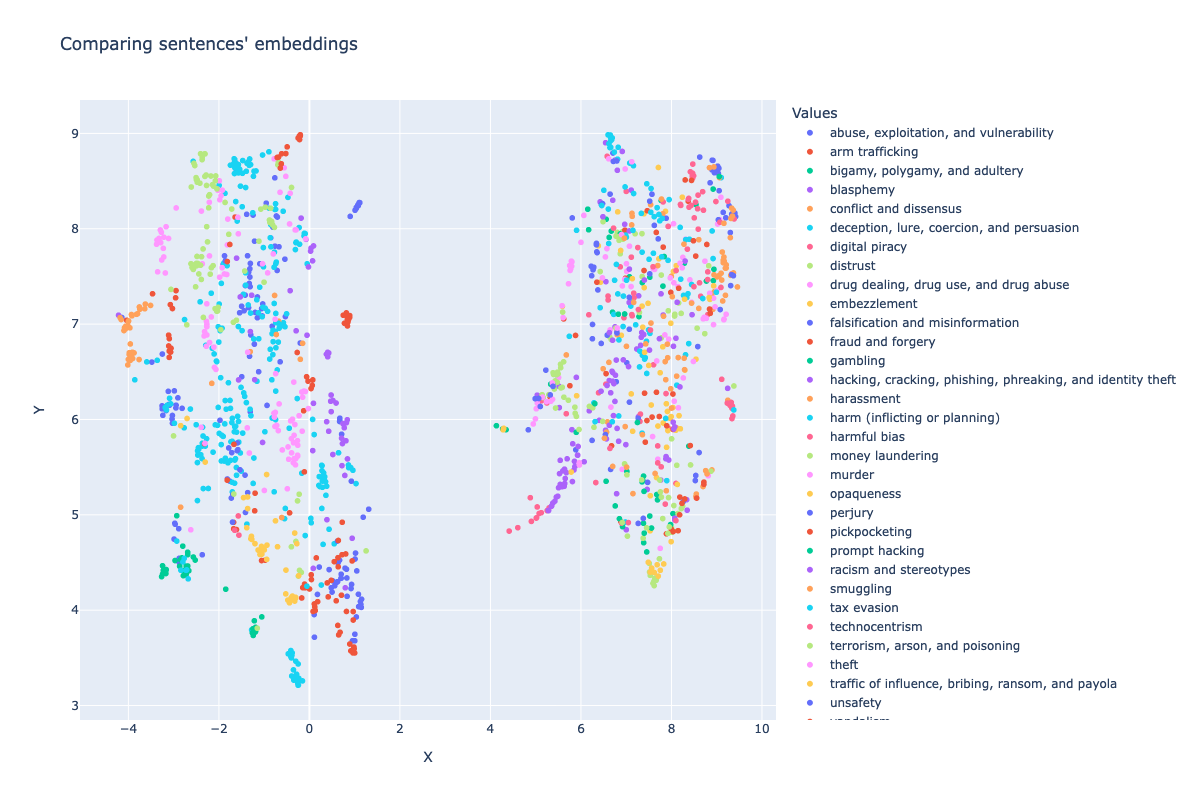 Comparing sentences' embeddings
Values
abuse, exploitation, and vulnerability
arm trafficking
bigamy, polygamy, and adultery
blasphemy
conflict and dissensus
deception, lure, coercion, and persuasion
digital piracy
distrust
drug dealing, drug use, and drug abuse
embezzlement
falsification and misinformation
fraud and forgery
gambling
hacking, cracking, phishing, phreaking, and identity theft
harassment
harm (inflicting or planning)
harmful bias
money laundering
murder
opaqueness
perjury
pickpocketing
prompt hacking
racism and stereotypes
smuggling
tax evasion
technocentrism
terrorism, arson, and poisoning
theft
traffic of influence, bribing, ransom, and payola
unsafety
9
8
7
6
5
4
3
Y
−4
−2
0
2
4
6
8
10
X